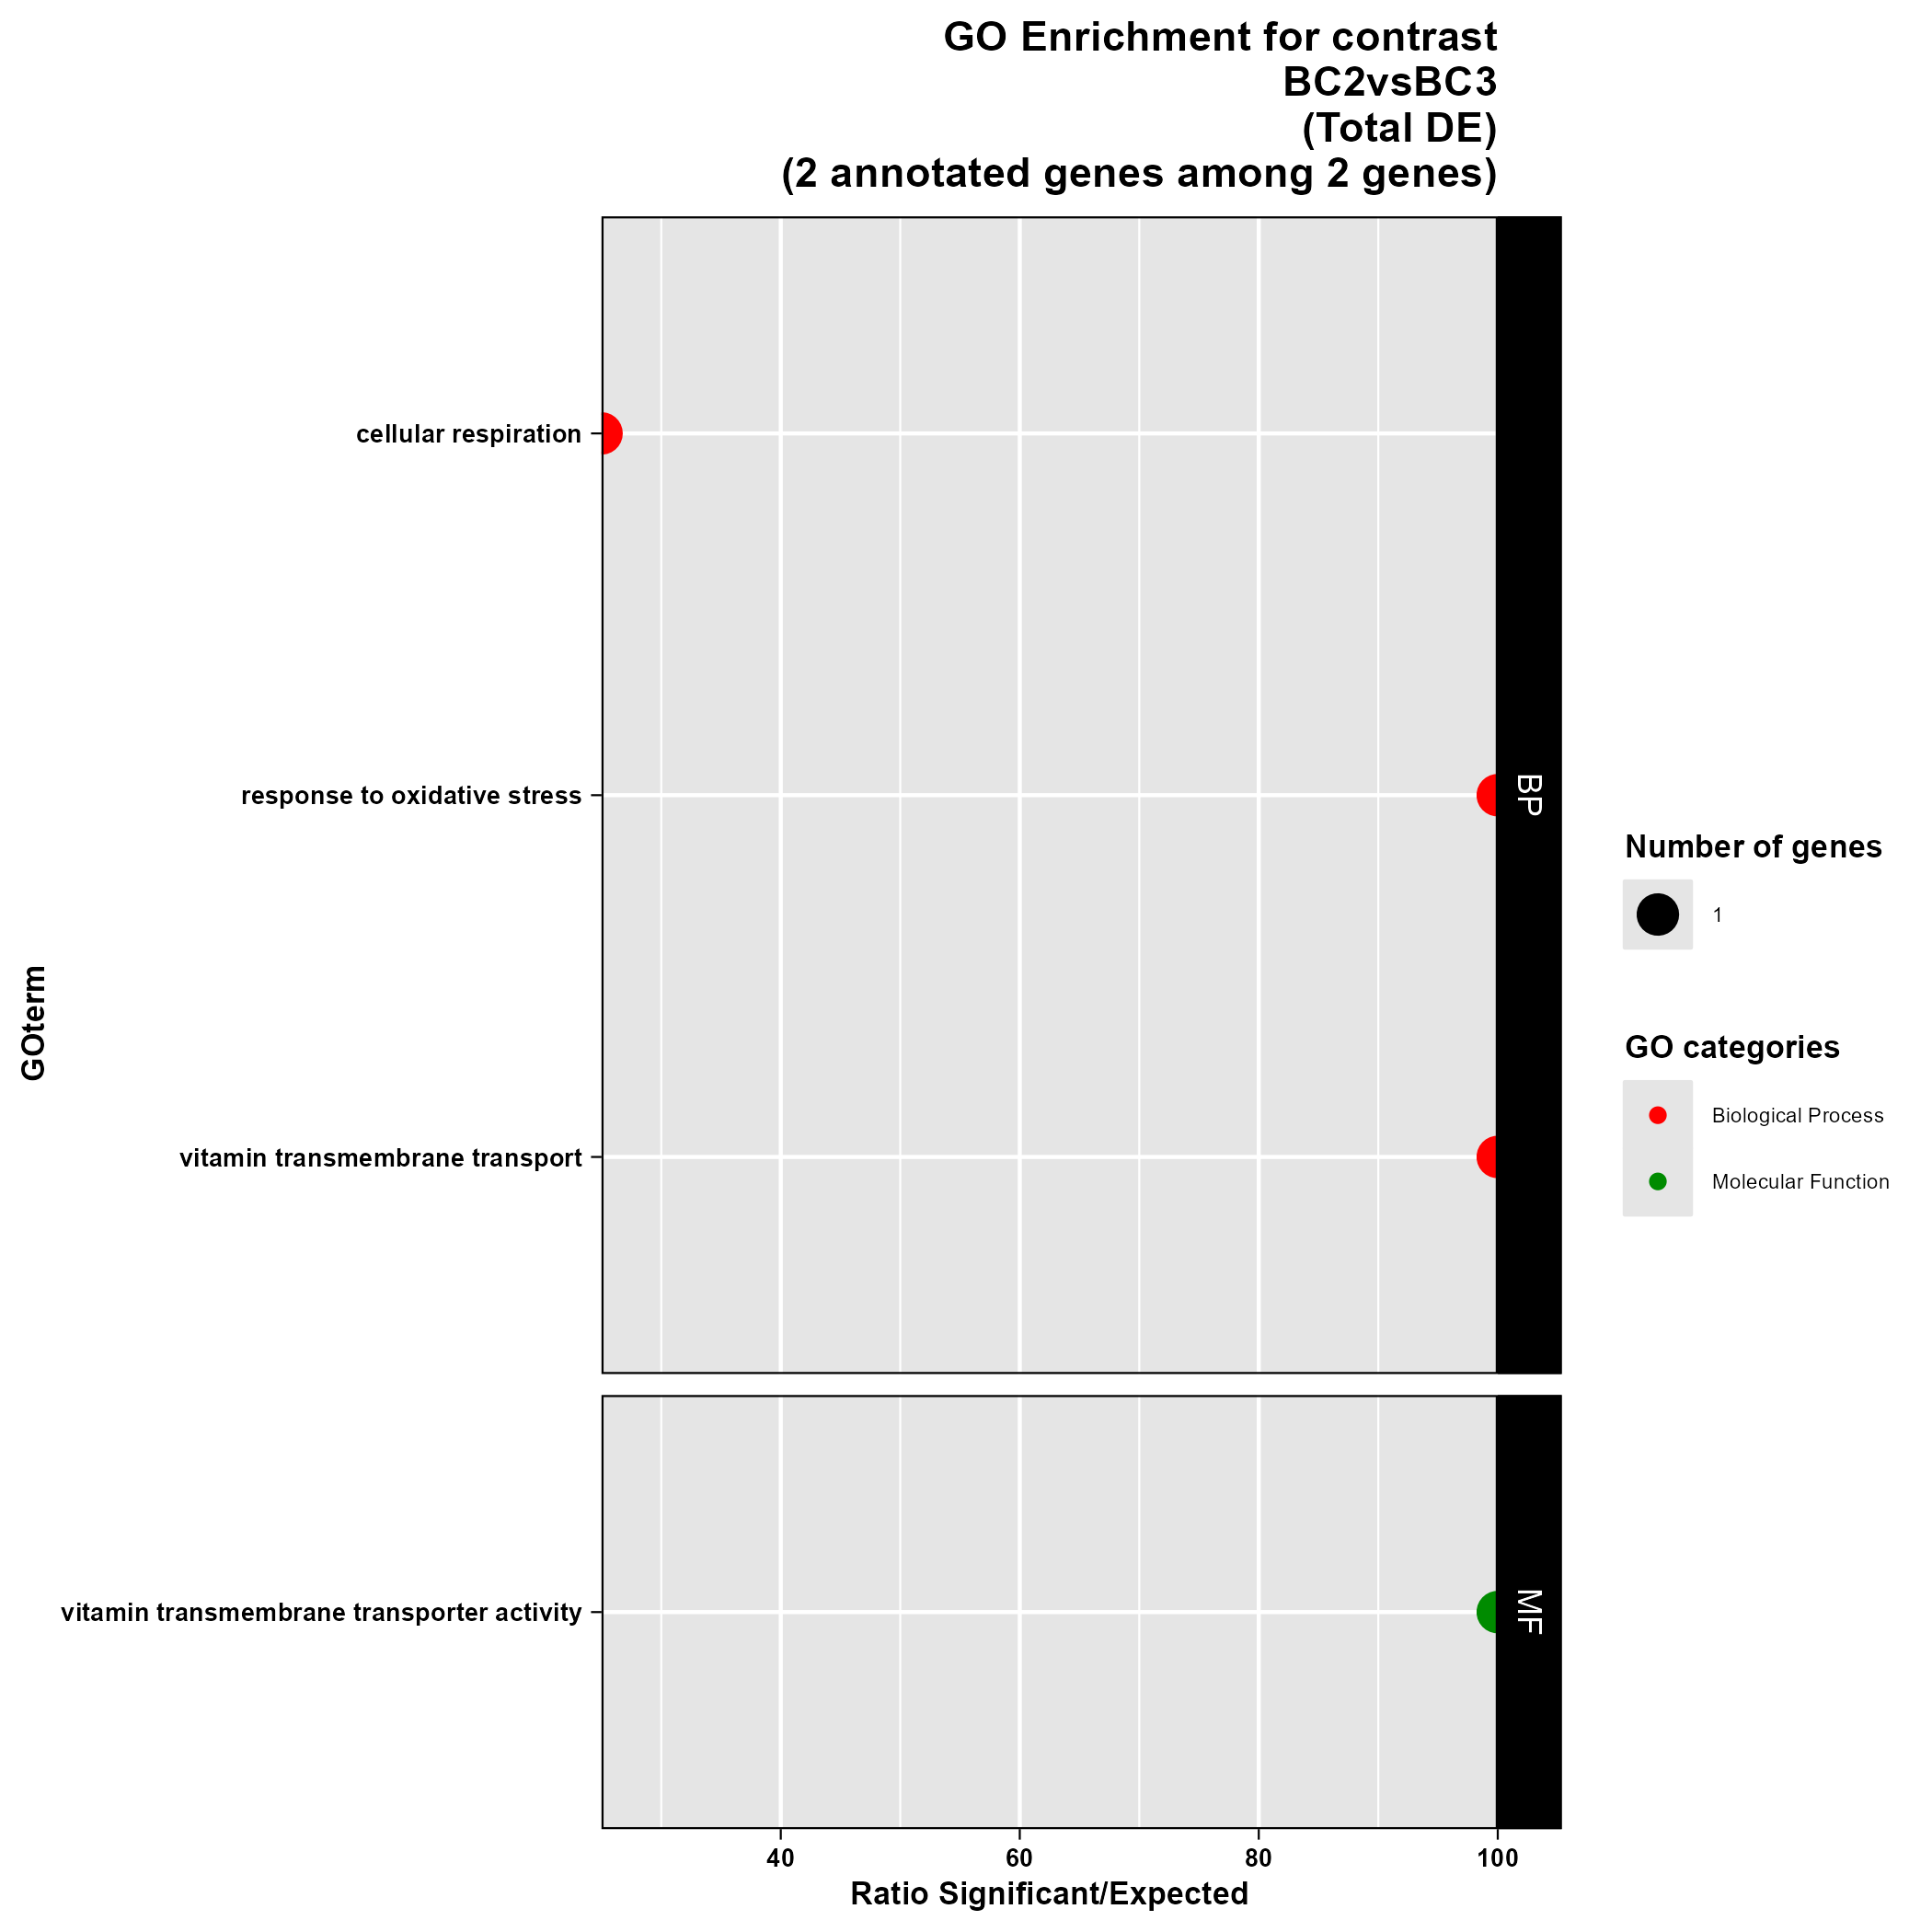 GO Enrichment for contrast
BC2vsBC3
(Total DE)
(2 annotated genes among 2 genes)
GOterm
cellular respiration
response to oxidative stress
vitamin transmembrane transport
BP
vitamin transmembrane transporter activity
MF
40 60 80 100
Ratio Significant/Expected
Number of genes
1
GO categories
Biological Process
Molecular Function